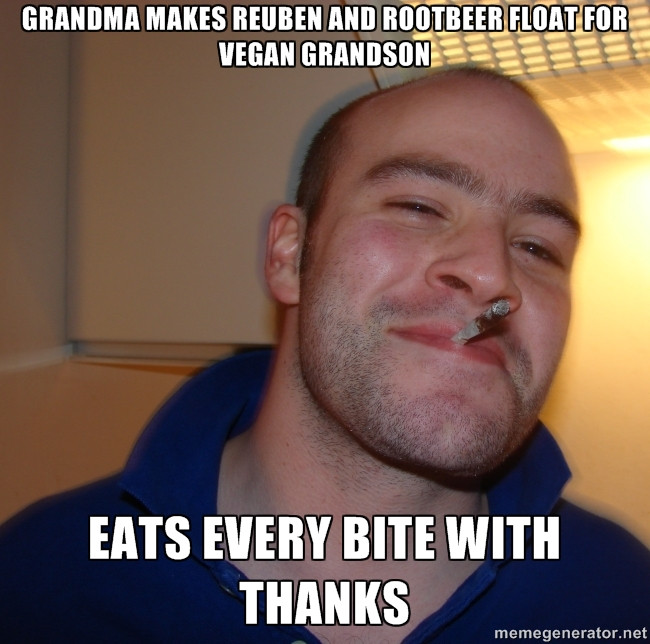 GRANDMA MAKES REUBEN AND ROOTBEER FLOAT FOR
VEGAN GRANDSON
EATS EVERY BITE WITH
THANKS
memegenerator.net